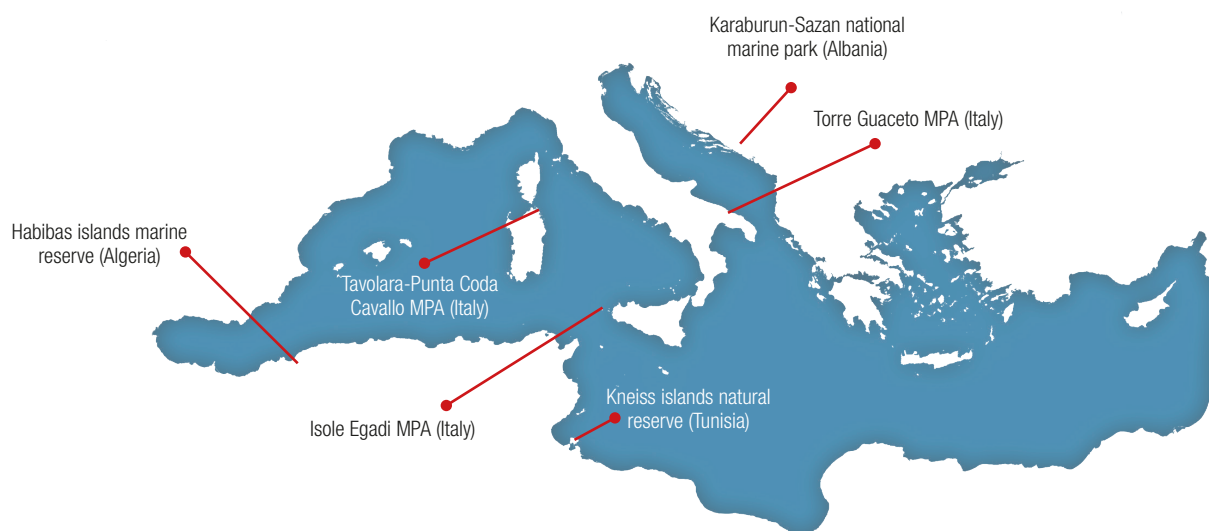 Karaburun-Sazan national
marine park (Albania)
Torre Guaceto MPA (Italy)
Habibas islands marine
reserve (Algeria)
Tavolara-Punta Coda
Cavallo MPA (Italy)
Isole Egadi MPA (Italy)
Kneiss islands natural
reserve (Tunisia)